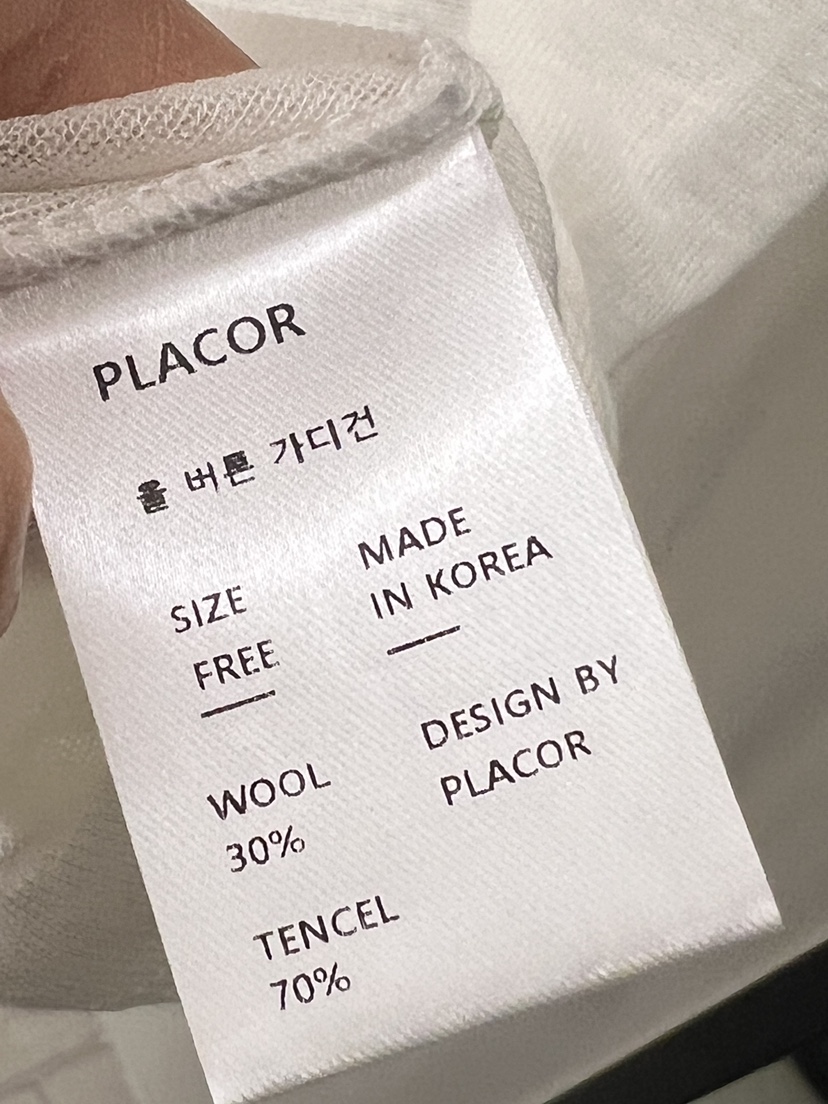 PLACOR
울 버튼 가디건
SIZE
FREE
MADE
IN KOREA
WOOL
30%
DESIGN BY
PLACOR
TENCEL
70%